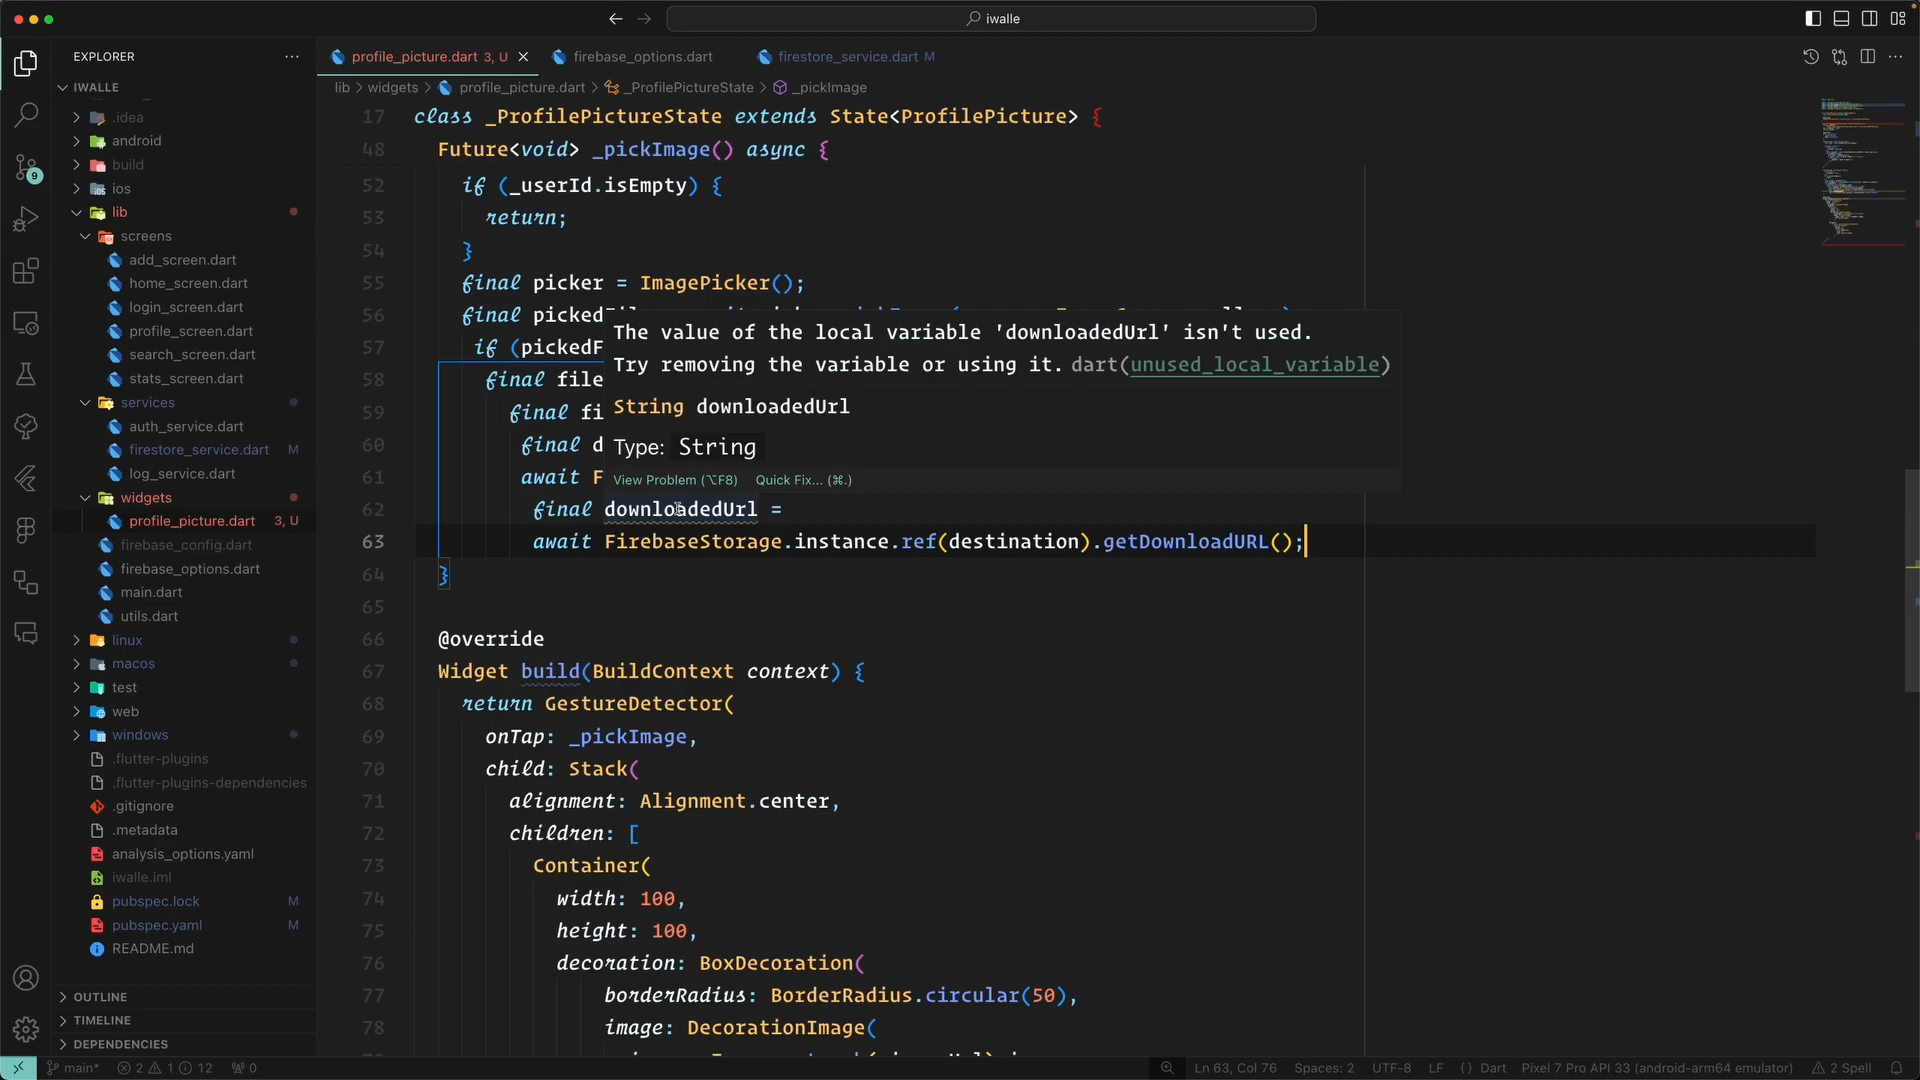 iwalle
EXPLORER
profile_picture.dart 3, U
firebase_options.dart
firestore_service.dart M
IWALLE
lib > widgets > profile_picture.dart > _ProfilePictureState > _pickImage
.idea
android
build
ios
lib
screens
add_screen.dart
home_screen.dart
login_screen.dart
profile_screen.dart
search_screen.dart
stats_screen.dart
services
auth_service.dart
firestore_service.dart M
log_service.dart
widgets
profile_picture.dart 3, U
firebase_config.dart
firebase_options.dart
main.dart
utils.dart
linux
macos
test
web
windows
.flutter-plugins
.flutter-plugins-dependencies
.gitignore
.metadata
analysis_options.yaml
iwalle.iml
pubspec.lock M
pubspec.yaml M
README.md
OUTLINE
TIMELINE
DEPENDENCIES
9
17 class _ProfilePictureState extends State<ProfilePicture> {
48 Future<void> _pickImage() async {
52 if (_userId.isEmpty) {
53 return;
54 }
55 final picker = ImagePicker();
56 final picked
57 if (pickedF
58 final file
59 final fi
60 final d
61 await F
62 final downloadedUrl =
63 await FirebaseStorage.instance.ref(destination).getDownloadURL();
64 }
65
66 @override
67 Widget build(BuildContext context) {
68 return GestureDetector(
69 onTap: _pickImage,
70 child: Stack(
71 alignment: Alignment.center,
72 children: [
73 Container(
74 width: 100,
75 height: 100,
76 decoration: BoxDecoration(
77 borderRadius: BorderRadius.circular(50),
78 image: DecorationImage(
The value of the local variable 'downloadedUrl' isn't used.
Try removing the variable or using it. dart(unused_local_variable)
String downloadedUrl
Type: String
View Problem (⌥F8) Quick Fix... (⌘.)
main* 2 1 12 0
Ln 63, Col 76 Spaces: 2 UTF-8 LF {} Dart Pixel 7 Pro API 33 (android-arm64 emulator) 2 Spell